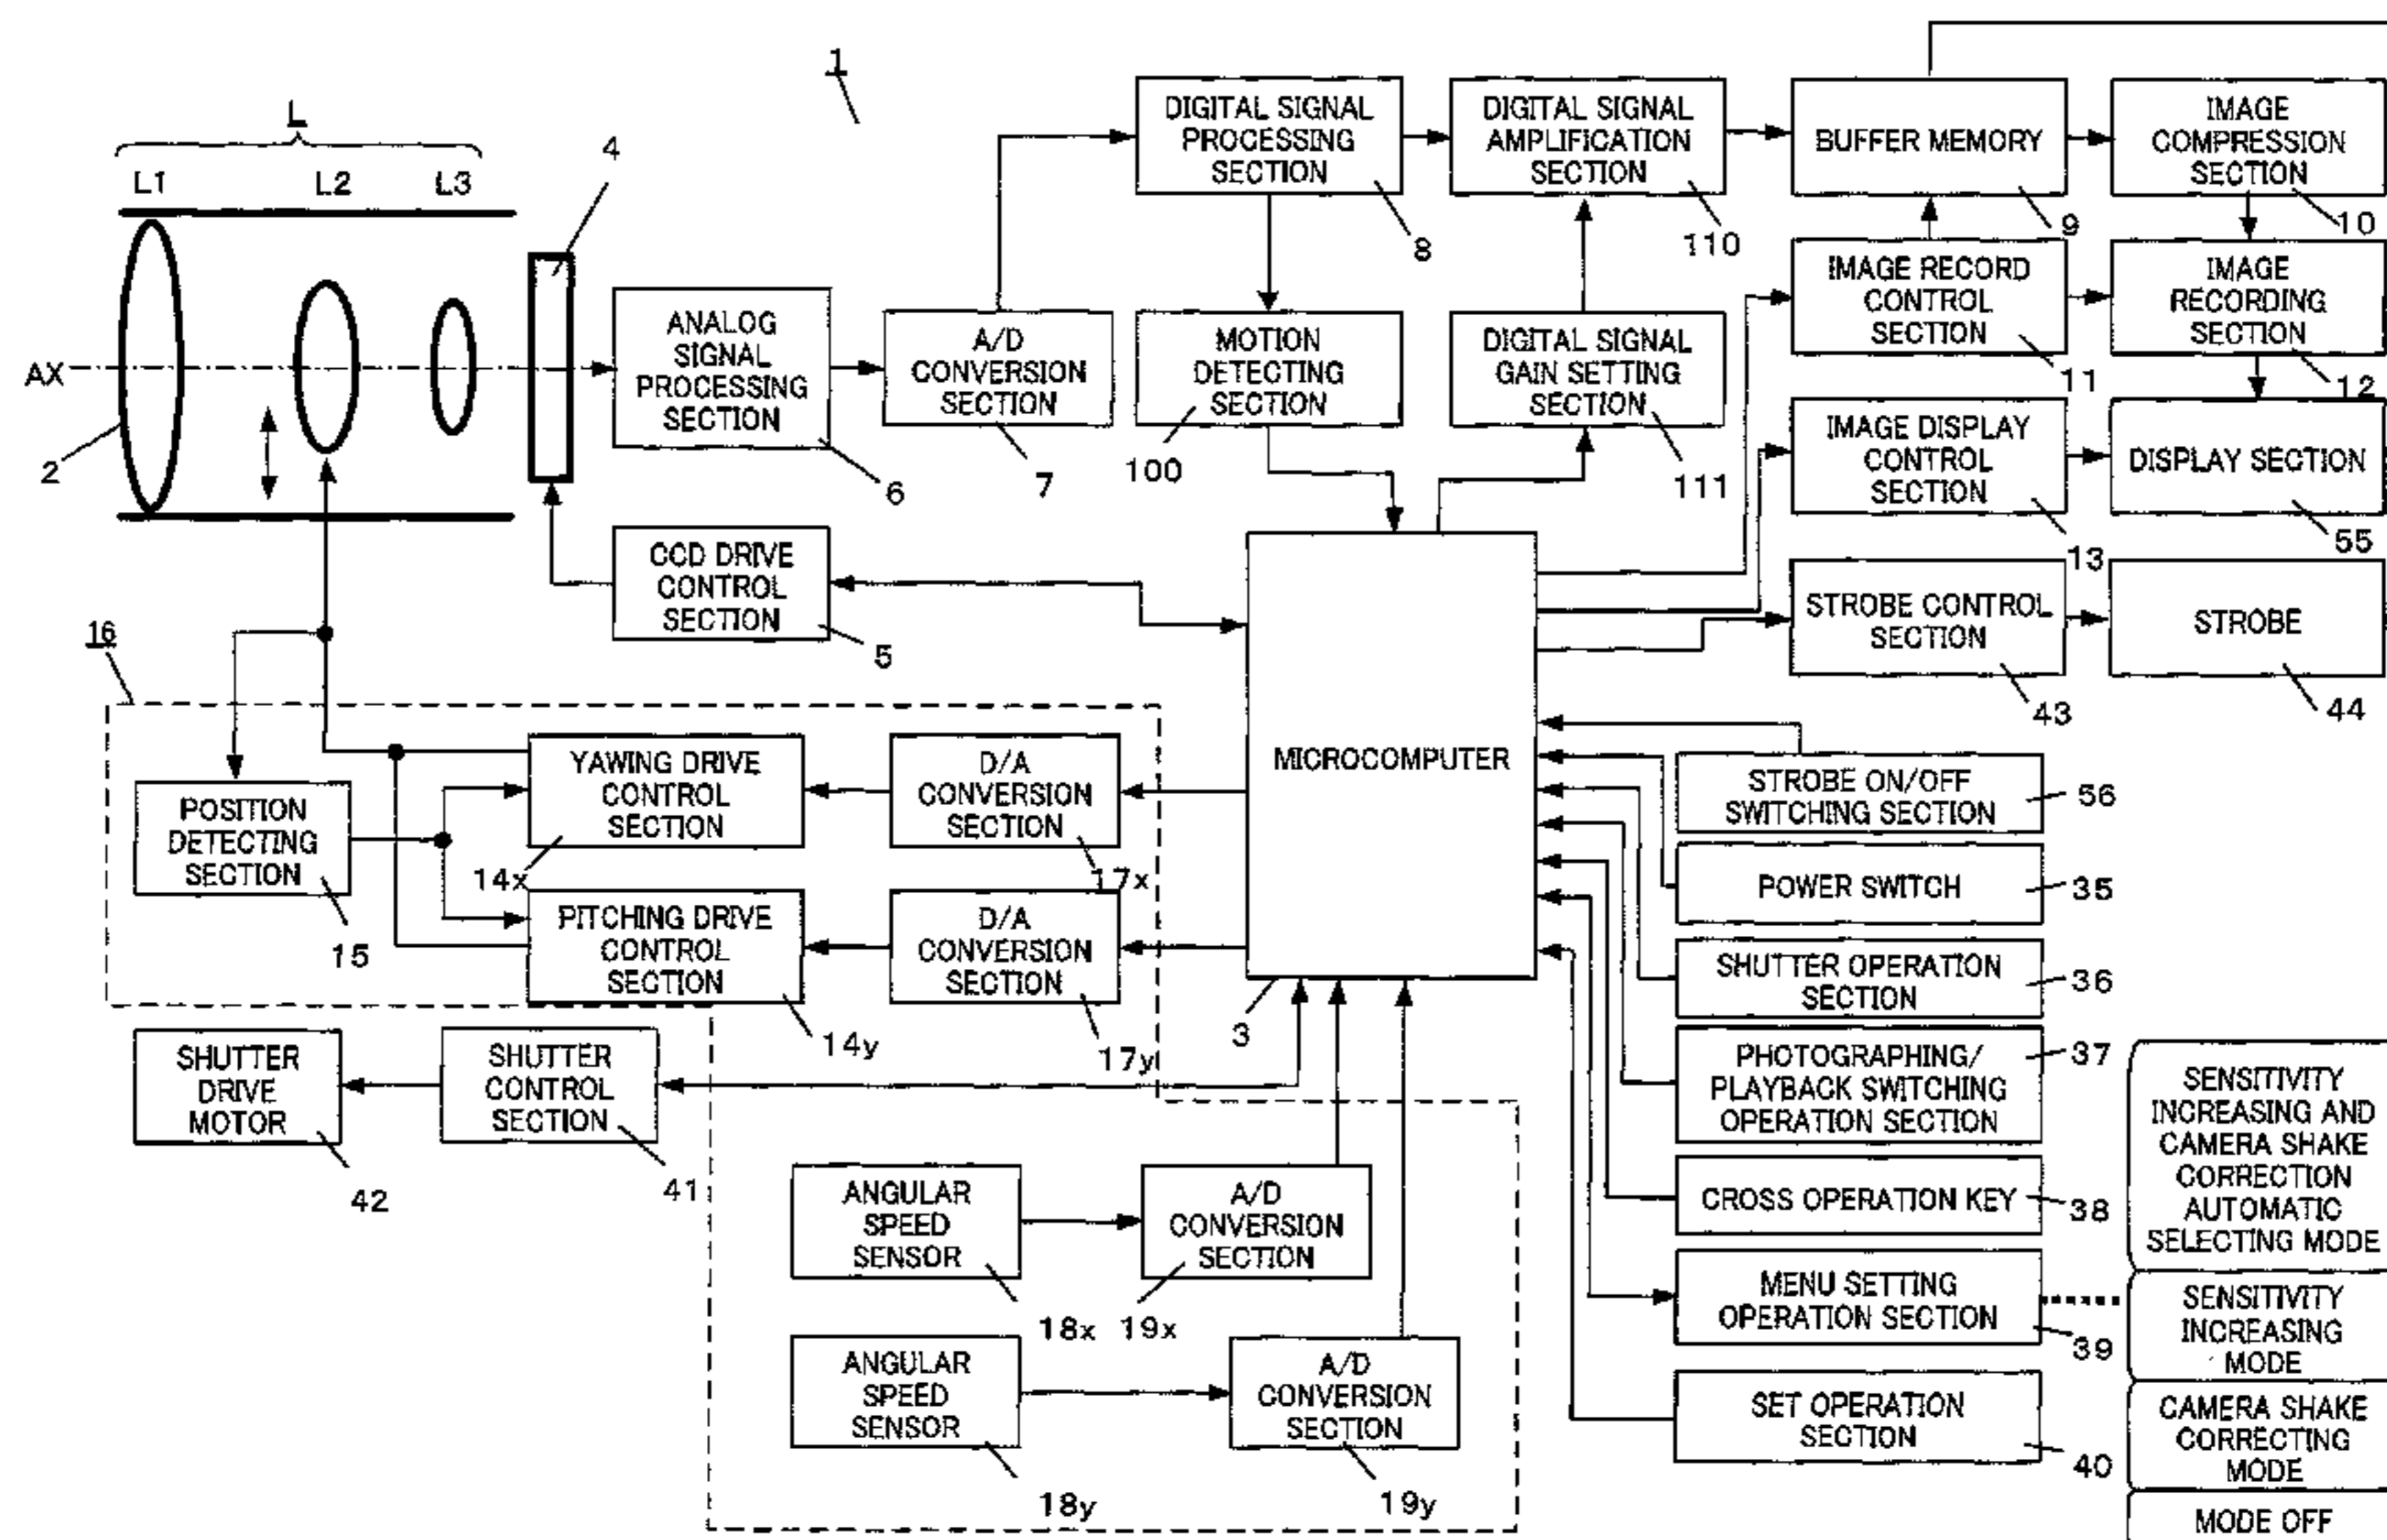 1
L
L1 L2 L3
4
AX
2
ANALOG
SIGNAL
PROCESSING
SECTION
6
A/D
CONVERSION
SECTION
7
DIGITAL SIGNAL
PROCESSING
SECTION
8
DIGITAL SIGNAL
AMPLIFICATION
SECTION
110
BUFFER MEMORY
9
IMAGE
COMPRESSION
SECTION
10
MOTION
DETECTING
SECTION
100
DIGITAL SIGNAL
GAIN SETTING
SECTION
111
IMAGE RECORD
CONTROL
SECTION
11
IMAGE
RECORDING
SECTION
12
IMAGE DISPLAY
CONTROL
SECTION
13
DISPLAY SECTION
55
CCD DRIVE
CONTROL
SECTION
5
STROBE CONTROL
SECTION
43
STROBE
44
16
POSITION
DETECTING
SECTION
15
YAWING DRIVE
CONTROL
SECTION
14x
D/A
CONVERSION
SECTION
17x
PITCHING DRIVE
CONTROL
SECTION
14y
D/A
CONVERSION
SECTION
17y
MICROCOMPUTER
3
STROBE ON/OFF
SWITCHING SECTION
56
POWER SWITCH
35
SHUTTER OPERATION
SECTION
36
PHOTOGRAPHING/
PLAYBACK SWITCHING
OPERATION SECTION
37
CROSS OPERATION KEY
38
MENU SETTING
OPERATION SECTION
39
SET OPERATION
SECTION
40
SHUTTER
DRIVE
MOTOR
42
SHUTTER
CONTROL
SECTION
41
ANGULAR
SPEED
SENSOR
18x
A/D
CONVERSION
SECTION
19x
ANGULAR
SPEED
SENSOR
18y
A/D
CONVERSION
SECTION
19y
SENSITIVITY
INCREASING AND
CAMERA SHAKE
CORRECTION
AUTOMATIC
SELECTING MODE
SENSITIVITY
INCREASING
MODE
CAMERA SHAKE
CORRECTING
MODE
MODE OFF